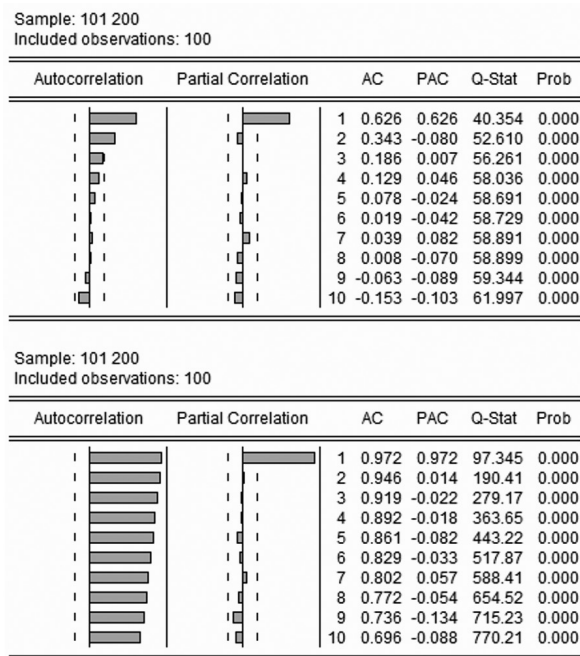 Sample: 101 200
Included observations: 100
Autocorrelation Partial Correlation AC PAC Q-Stat Prob
1 0.626 0.626 40.354 0.000
2 0.343 -0.080 52.610 0.000
3 0.186 0.007 56.261 0.000
4 0.129 0.046 58.036 0.000
5 0.078 -0.024 58.691 0.000
6 0.019 -0.042 58.729 0.000
7 0.039 0.082 58.891 0.000
8 0.008 -0.070 58.899 0.000
9 -0.063 -0.089 59.344 0.000
10 -0.153 -0.103 61.997 0.000
Sample: 101 200
Included observations: 100
Autocorrelation Partial Correlation AC PAC Q-Stat Prob
1 0.972 0.972 97.345 0.000
2 0.946 0.014 190.41 0.000
3 0.919 -0.022 279.17 0.000
4 0.892 -0.018 363.65 0.000
5 0.861 -0.082 443.22 0.000
6 0.829 -0.033 517.87 0.000
7 0.802 0.057 588.41 0.000
8 0.772 -0.054 654.52 0.000
9 0.736 -0.134 715.23 0.000
10 0.696 -0.088 770.21 0.000